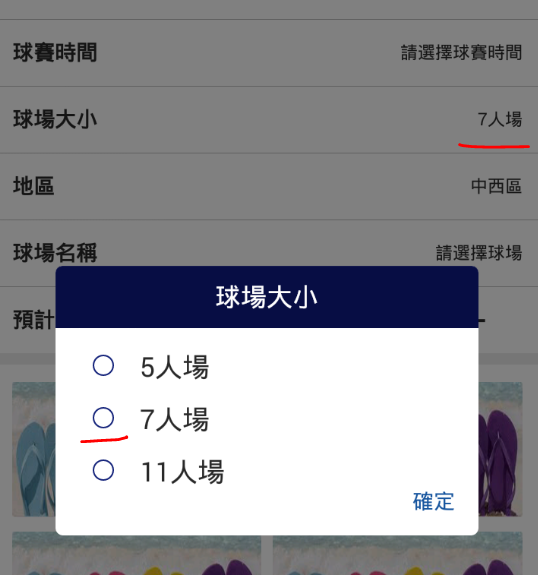 球賽時間 請選擇球賽時間
球場大小 7人場
地區 中西區
球場名稱 請選擇球場
預計
球場大小
5人場
7人場
11人場
確定